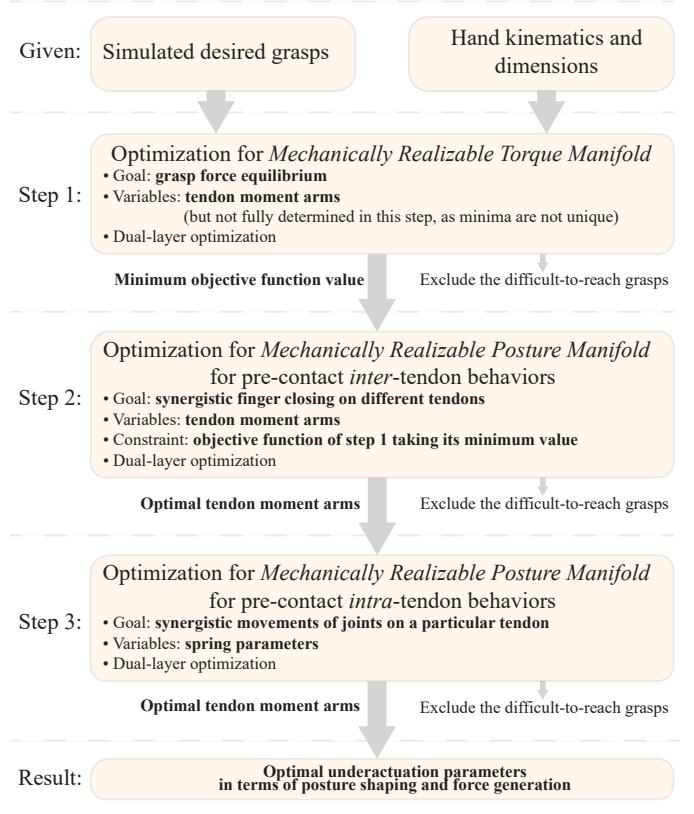 Given:
Simulated desired grasps
Hand kinematics and
dimensions
Step 1:
Optimization for Mechanically Realizable Torque Manifold
• Goal: grasp force equilibrium
• Variables: tendon moment arms
(but not fully determined in this step, as minima are not unique)
• Dual-layer optimization
Minimum objective function value
Exclude the difficult-to-reach grasps
Step 2:
Optimization for Mechanically Realizable Posture Manifold
for pre-contact inter-tendon behaviors
• Goal: synergistic finger closing on different tendons
• Variables: tendon moment arms
• Constraint: objective function of step 1 taking its minimum value
• Dual-layer optimization
Optimal tendon moment arms
Exclude the difficult-to-reach grasps
Step 3:
Optimization for Mechanically Realizable Posture Manifold
for pre-contact intra-tendon behaviors
• Goal: synergistic movements of joints on a particular tendon
• Variables: spring parameters
• Dual-layer optimization
Optimal tendon moment arms
Exclude the difficult-to-reach grasps
Result:
Optimal underactuation parameters
in terms of posture shaping and force generation